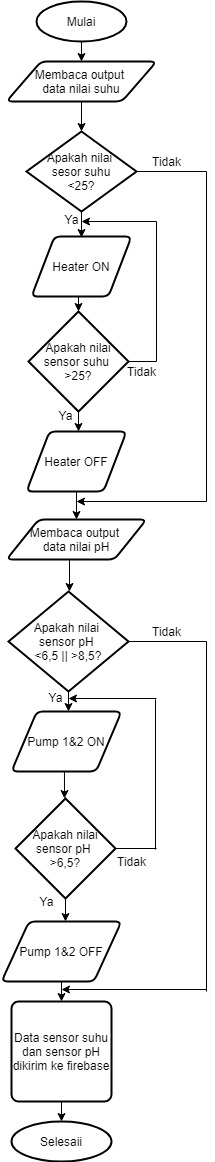 Mulai
Membaca output
data nilai suhu
Apakah nilai
sesor suhu
<25?
Tidak
Ya
Heater ON
Apakah nilai
sensor suhu
>25?
Tidak
Ya
Heater OFF
Membaca output
data nilai pH
Apakah nilai
sensor pH
<6,5 || >8,5?
Tidak
Ya
Pump 1&2 ON
Apakah nilai
sensor pH
>6,5?
Tidak
Ya
Pump 1&2 OFF
Data sensor suhu
dan sensor pH
dikirim ke firebase
Selesaii